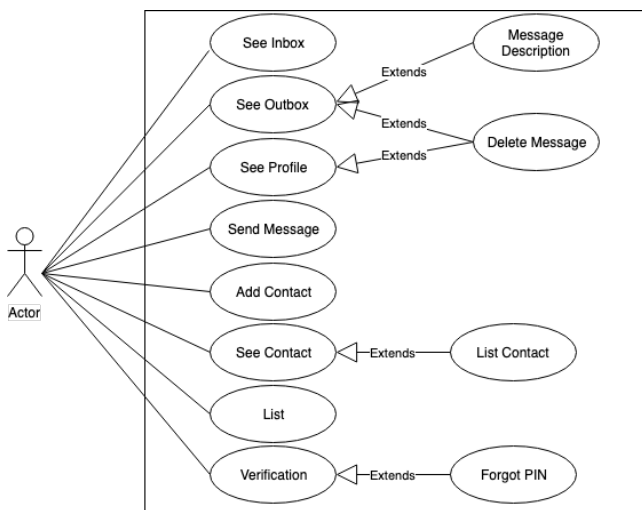 See Inbox
Message
Description
Extends
See Outbox
Extends
Delete Message
Extends
See Profile
Send Message
Actor
Add Contact
See Contact
Extends
List Contact
List
Verification
Extends
Forgot PIN